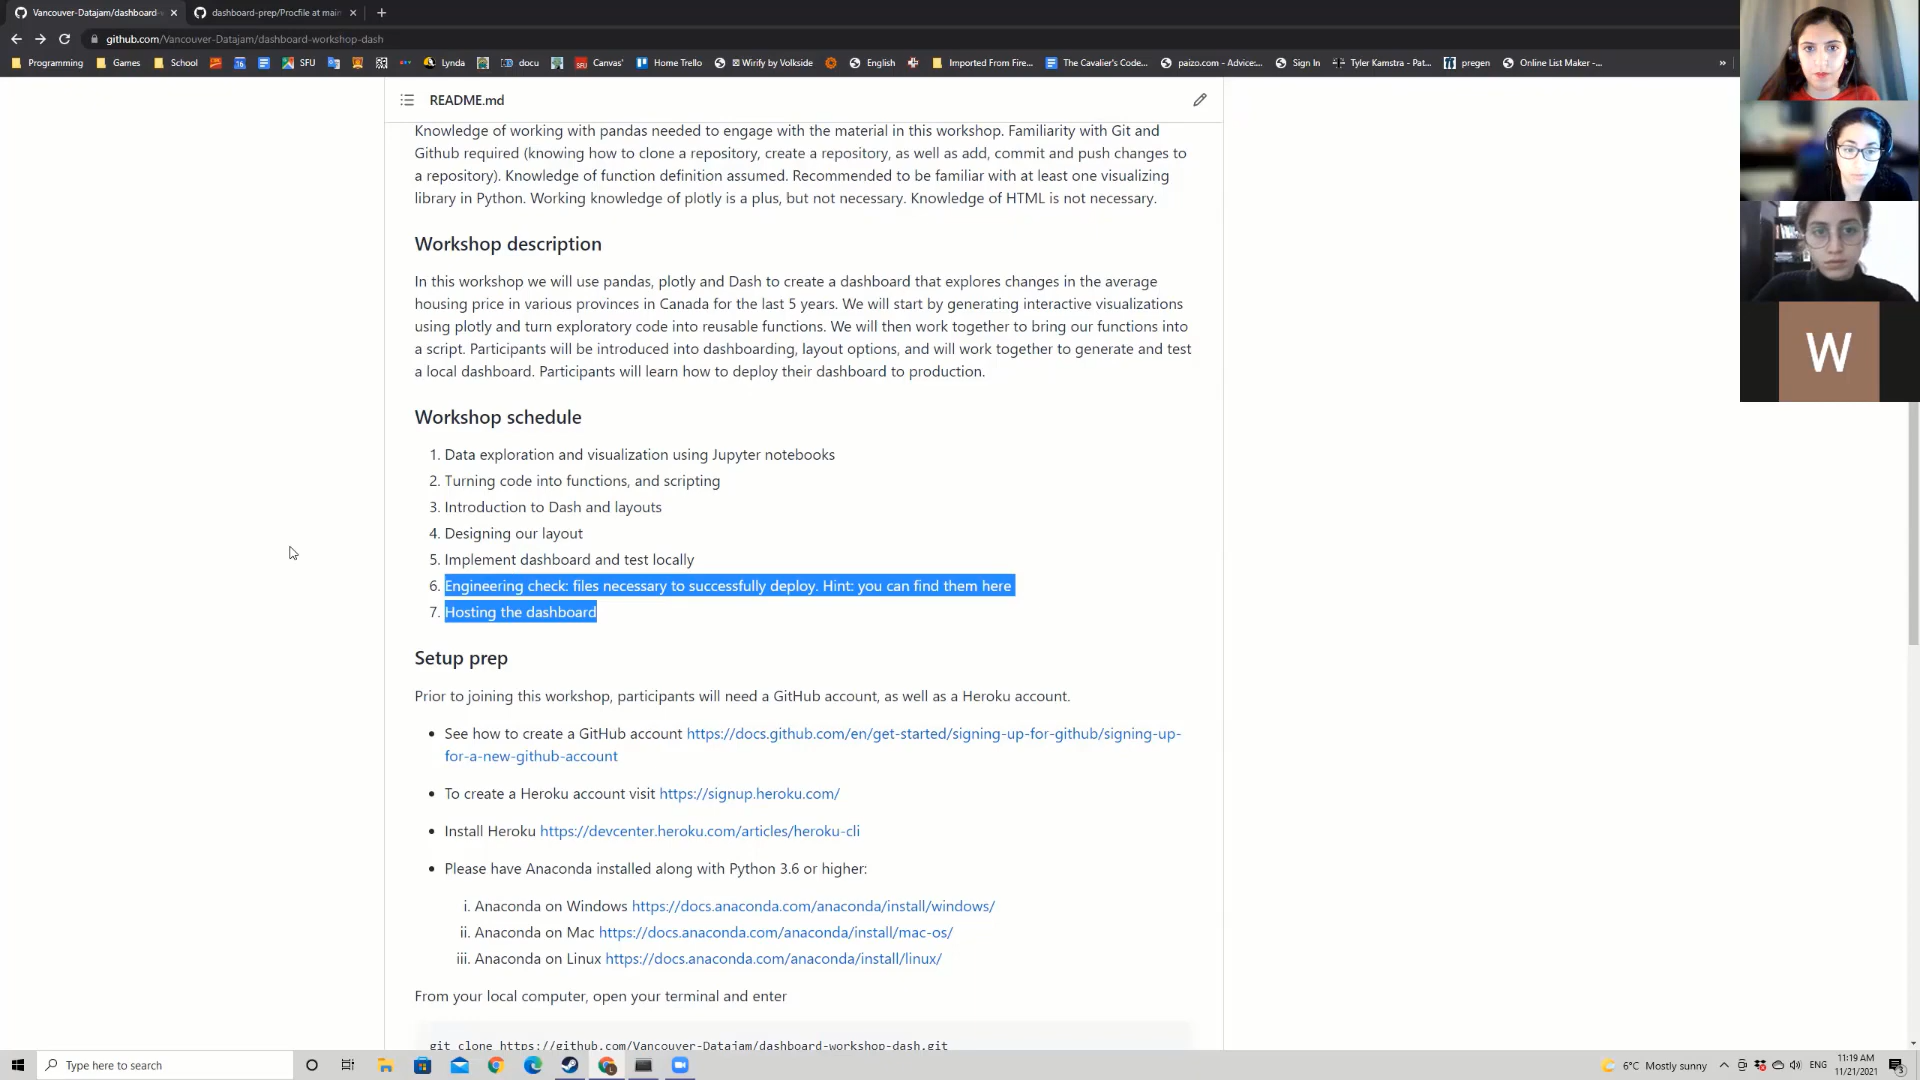 Vancouver-Datajam/dashboard-
dashboard-prep/Procfile at main
github.com/Vancouver-Datajam/dashboard-workshop-dash
Programming Games School SFU Lynda docu Canvas' Home Trello Wirify by Volkside English Imported From Fire... The Cavalier's Code... paizo.com - Advice:... Sign In Tyler Kamstra - Pat... pregen Online List Maker -... »
README.md
Knowledge of working with pandas needed to engage with the material in this workshop. Familiarity with Git and
Github required (knowing how to clone a repository, create a repository, as well as add, commit and push changes to
a repository). Knowledge of function definition assumed. Recommended to be familiar with at least one visualizing
library in Python. Working knowledge of plotly is a plus, but not necessary. Knowledge of HTML is not necessary.
Workshop description
In this workshop we will use pandas, plotly and Dash to create a dashboard that explores changes in the average
housing price in various provinces in Canada for the last 5 years. We will start by generating interactive visualizations
using plotly and turn exploratory code into reusable functions. We will then work together to bring our functions into
a script. Participants will be introduced into dashboarding, layout options, and will work together to generate and test
a local dashboard. Participants will learn how to deploy their dashboard to production.
W
Workshop schedule
1. Data exploration and visualization using Jupyter notebooks
2. Turning code into functions, and scripting
3. Introduction to Dash and layouts
4. Designing our layout
5. Implement dashboard and test locally
6. Engineering check: files necessary to successfully deploy. Hint: you can find them here
7. Hosting the dashboard
Setup prep
Prior to joining this workshop, participants will need a GitHub account, as well as a Heroku account.
• See how to create a GitHub account https://docs.github.com/en/get-started/signing-up-for-github/signing-up-
for-a-new-github-account
• To create a Heroku account visit https://signup.heroku.com/
• Install Heroku https://devcenter.heroku.com/articles/heroku-cli
• Please have Anaconda installed along with Python 3.6 or higher:
i. Anaconda on Windows https://docs.anaconda.com/anaconda/install/windows/
ii. Anaconda on Mac https://docs.anaconda.com/anaconda/install/mac-os/
iii. Anaconda on Linux https://docs.anaconda.com/anaconda/install/linux/
From your local computer, open your terminal and enter
git clone https://github.com/Vancouver-Datajam/dashboard-workshop-dash.git
Type here to search
6°C Mostly sunny
ENG
11:19 AM
11/21/2021